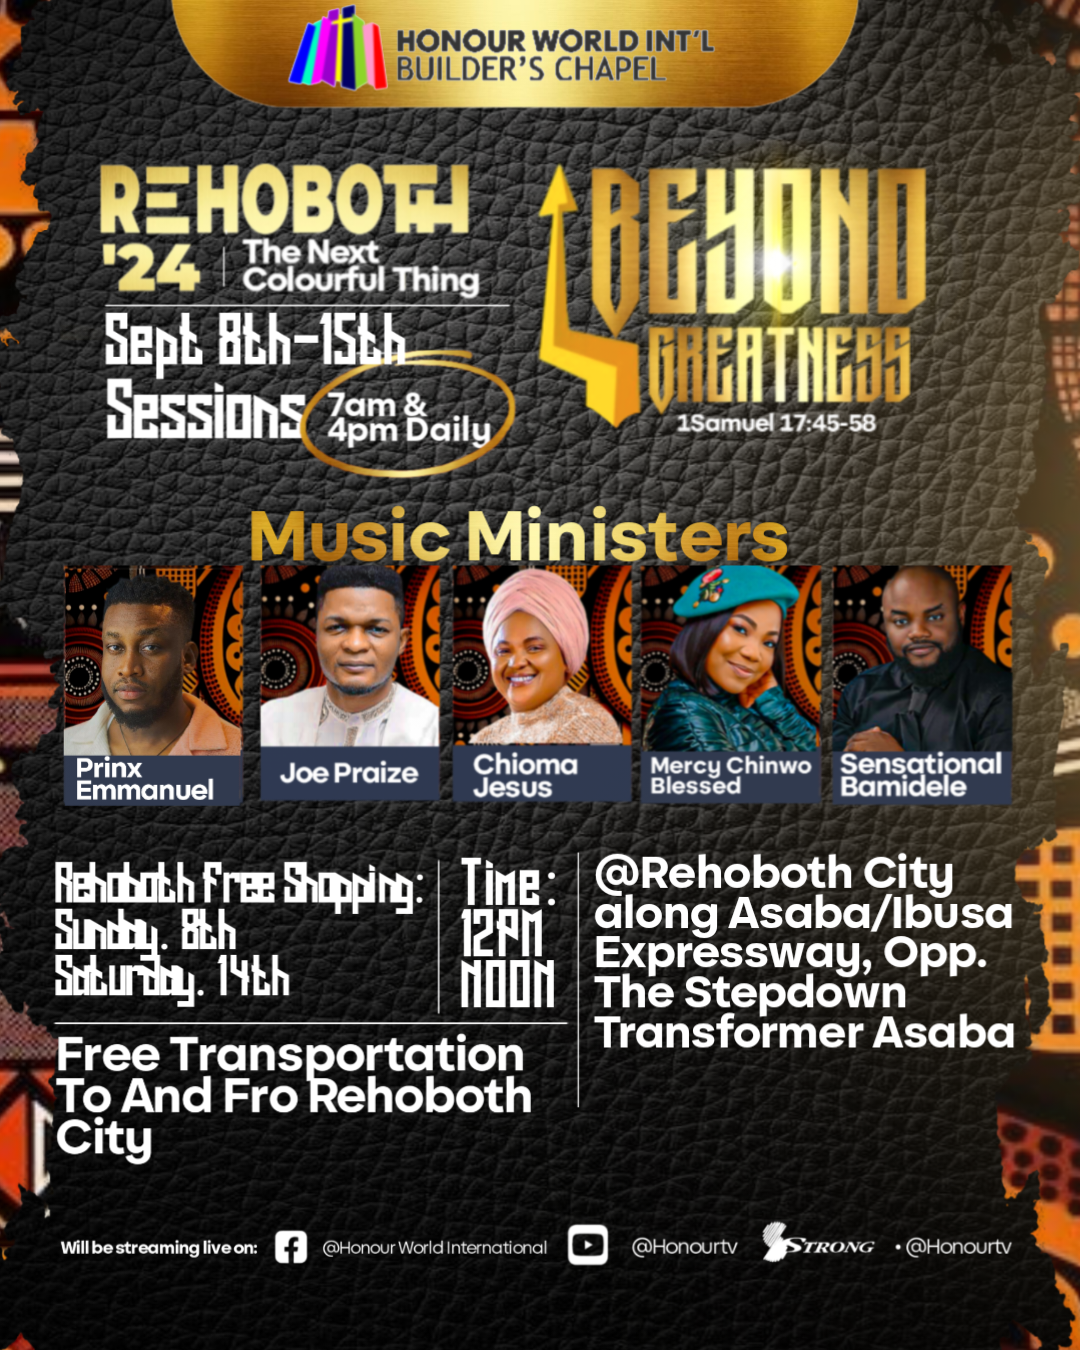 HONOUR WORLD INT'L
BUILDER'S CHAPEL
REHOBOTH
'24
The Next
Colourful Thing
Sept 8th-15th
Sessions
7am &
4pm Daily
BEYOND
GREATNESS
1Samuel 17:45-58
Music Ministers
Prinx
Emmanuel
Joe Praize
Chioma
Jesus
Mercy Chinwo
Blessed
Sensational
Bamidele
Rehoboth Free Shopping:
Sunday. 8th
Saturday. 14th
Time:
12PM
NOON
@Rehoboth City
along Asaba/Ibusa
Expressway, Opp.
The Stepdown
Transformer Asaba
Free Transportation
To And Fro Rehoboth
City
Will be streaming live on:
@Honour World International
@Honourtv
STRONG
• @Honourtv